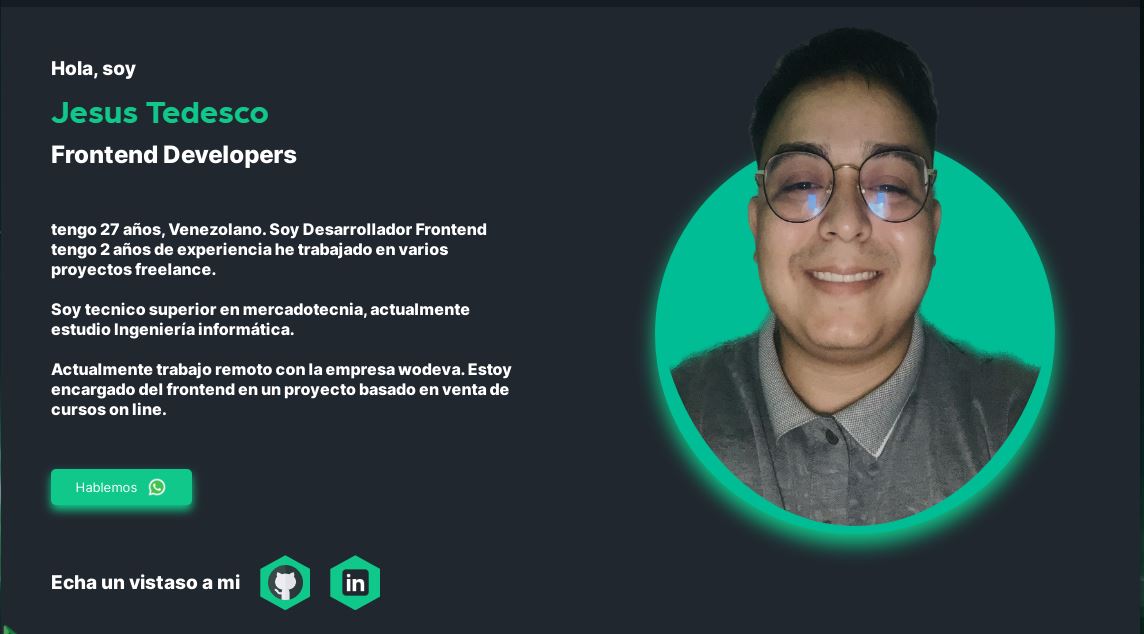 Hola, soy
Jesus Tedesco
Frontend Developers
tengo 27 años, Venezolano. Soy Desarrollador Frontend
tengo 2 años de experiencia he trabajado en varios
proyectos freelance.
Soy tecnico superior en mercadotecnia, actualmente
estudio Ingeniería informática.
Actualmente trabajo remoto con la empresa wodeva. Estoy
encargado del frontend en un proyecto basado en venta de
cursos on line.
Hablemos
Echa un vistaso a mi
in